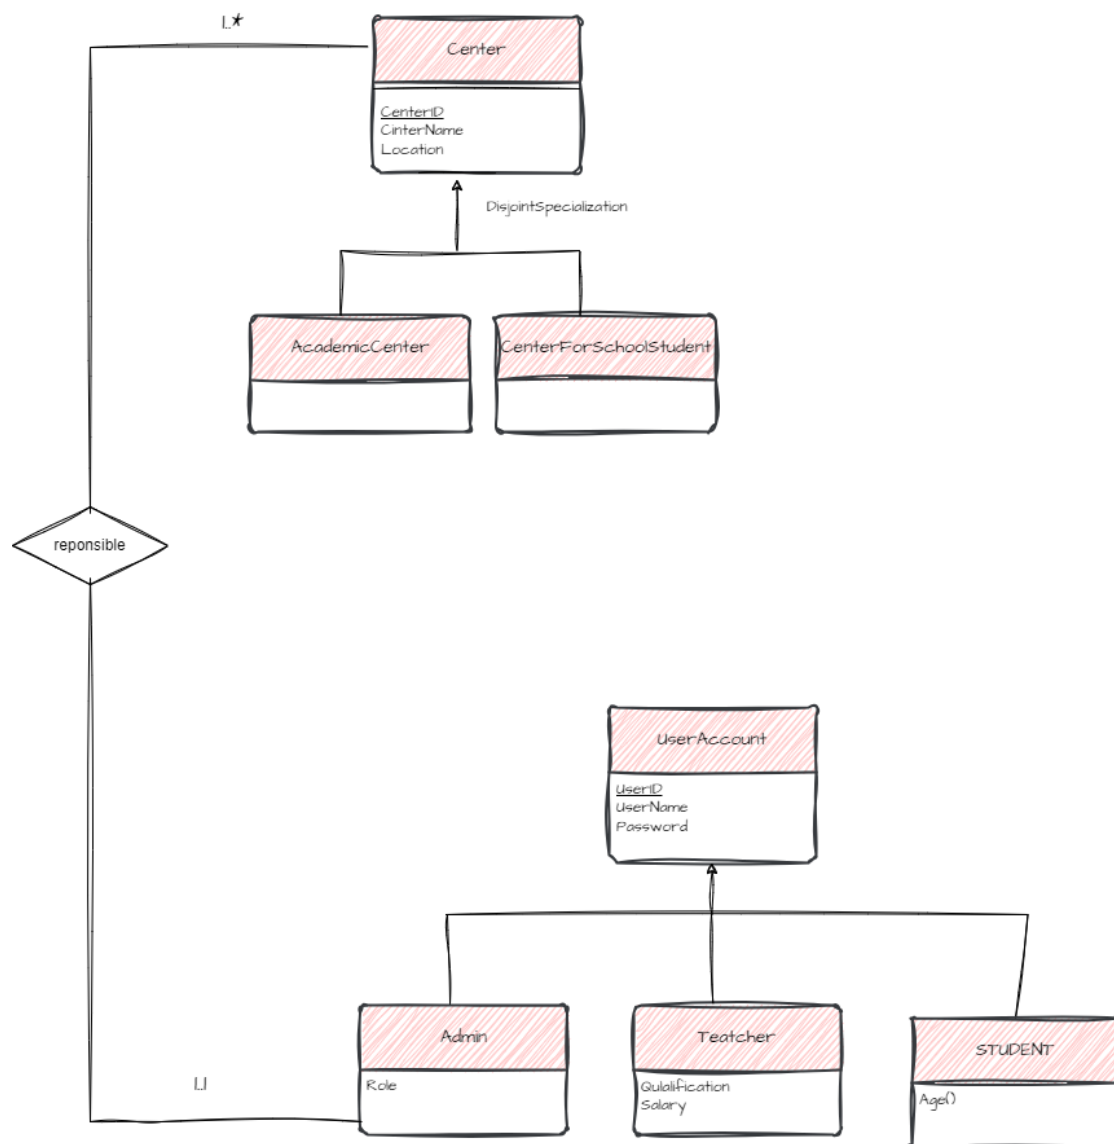 1..*
Center
CenterID
CinterName
Location
DisjointSpecialization
AcademicCenter
CenterForSchoolStudent
reponsible
UserAccount
UserID
UserName
Password
Admin
Role
Teatcher
Qulalification
Salary
STUDENT
Age()
1..1